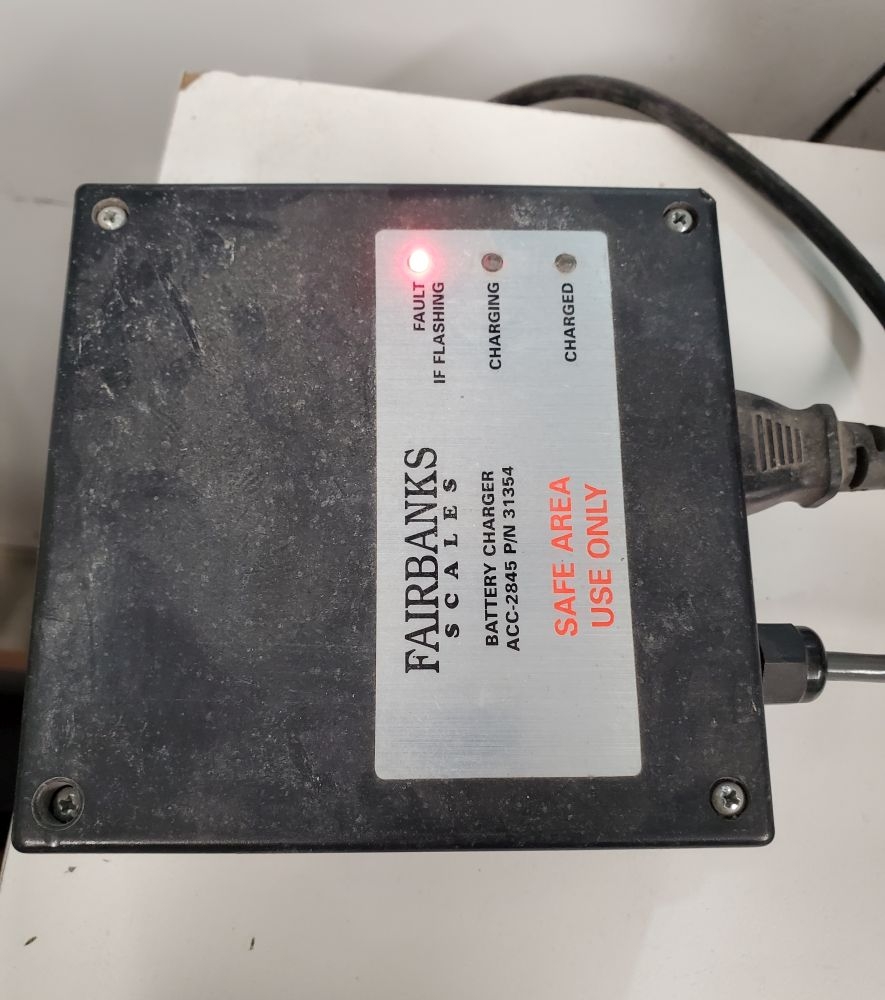 FAULT
IF FLASHING
CHARGING
CHARGED
FAIRBANKS
SCALES
BATTERY CHARGER
ACC-2845 P/N 31354
SAFE AREA
USE ONLY